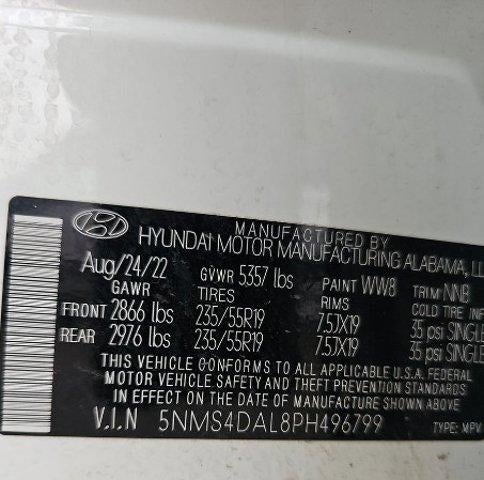 MANUFACTURED BY
HYUNDAI MOTOR MANUFACTURING ALABAMA, LL
Aug/24/22 GVWR 5357 lbs PAINT WW8 TRIM NNB
GAWR TIRES RIMS COLD TIRE INF
FRONT 2866 lbs 235/55R19 7.5JX19 35 psi SINGLE
REAR 2976 lbs 235/55R19 7.5JX19 35 psi SINGLE
THIS VEHICLE CONFORMS TO ALL APPLICABLE U.S.A. FEDERAL
MOTOR VEHICLE SAFETY AND THEFT PREVENTION STANDARDS
IN EFFECT ON THE DATE OF MANUFACTURE SHOWN ABOVE
V.I.N 5NMS4DAL8PH496799 TYPE: MPV